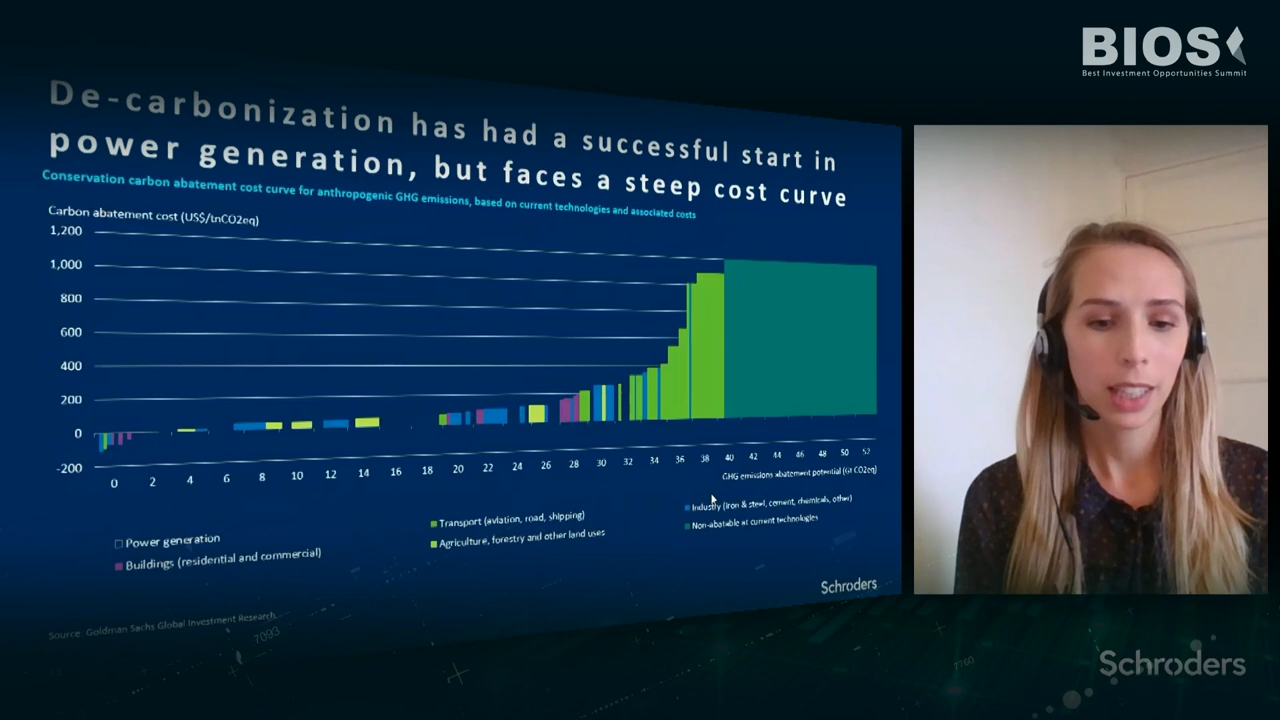 BIOS
Best Investment Opportunities Summit
De-carbonization has had a successful start in
power generation, but faces a steep cost curve
Conservation carbon abatement cost curve for anthropogenic GHG emissions, based on current technologies and associated costs
Carbon abatement cost (US$/tnCO2eq)
1,200
1,000
800
600
400
200
0
-200
0 2 4 6 8 10 12 14 16 18 20 22 24 26 28 30 32 34 36 38 40 42 44 46 48 50 52
GHG emissions abatement potential (Gt CO2eq)
Power generation
Buildings (residential and commercial)
Transport (aviation, road, shipping)
Agriculture, forestry and other land uses
Industry (iron & steel, cement, chemicals, other)
Non-abatable at current technologies
Schroders
Source: Goldman Sachs Global Investment Research.
7093
7760
Schroders